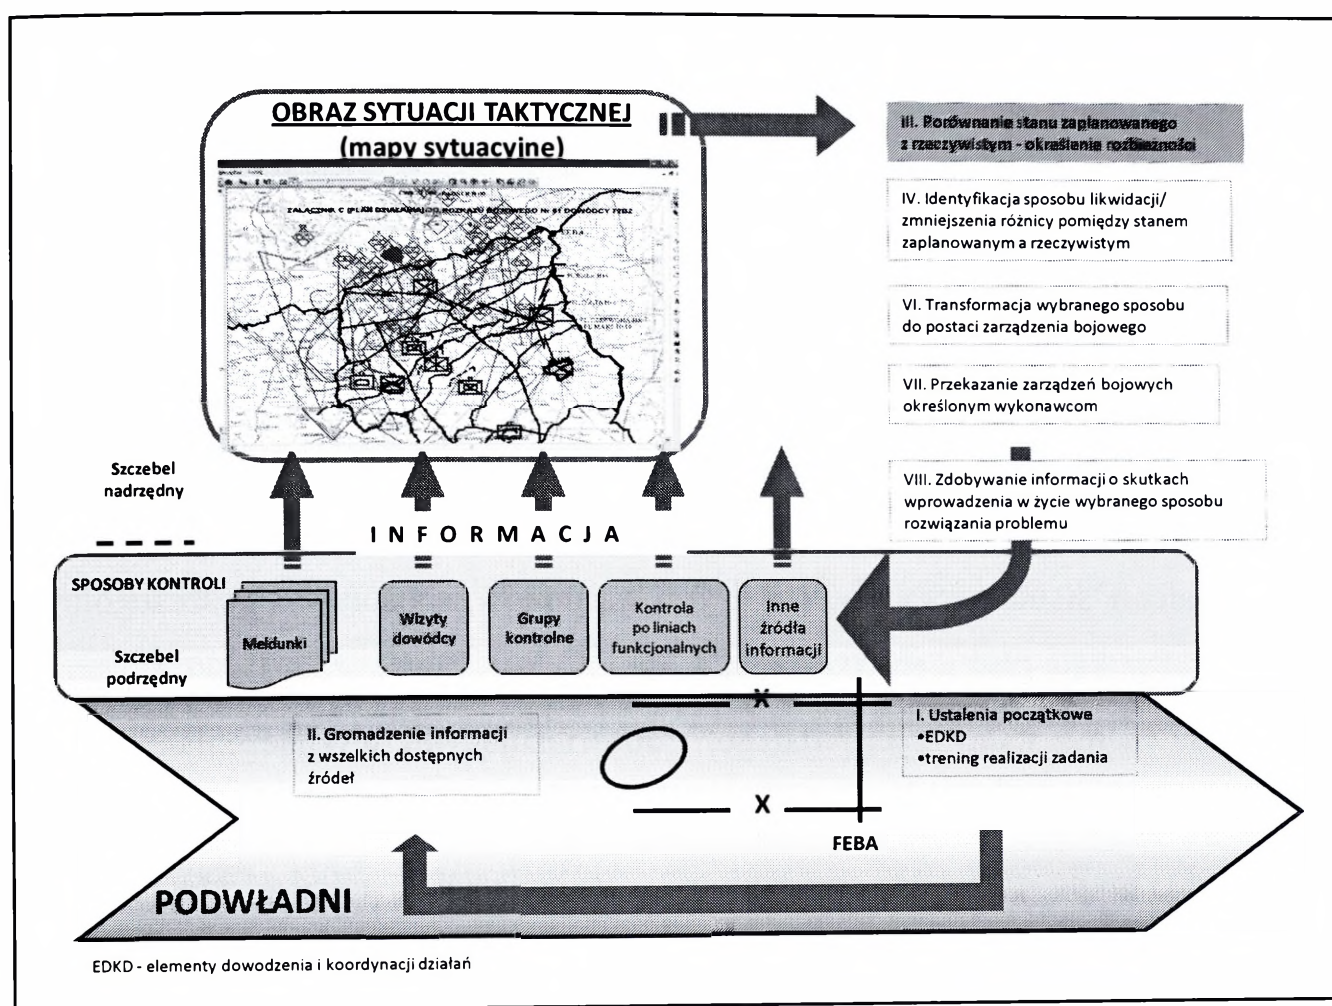 OBRAZ SYTUACJI TAKTYCZNEJ
(mapy sytuacyjne)
FEBA
III. Porównanie stanu zaplanowanego
z rzeczywistym - określenie rozbieżności
IV. Identyfikacja sposobu likwidacji/
zmniejszenia różnicy pomiędzy stanem
zaplanowanym a rzeczywistym
VI. Transformacja wybranego sposobu
do postaci zarządzenia bojowego
VII. Przekazanie zarządzeń bojowych
określonym wykonawcom
VIII. Zdobywanie informacji o skutkach
wprowadzenia w życie wybranego sposobu
rozwiązania problemu
Szczebel
nadrzędny
I N F O R M A C J A
SPOSOBY KONTROLI
Szczebel
podrzędny
Meldunki
Wizyty
dowódcy
Grupy
kontrolne
Kontrola
po liniach
funkcjonalnych
Inne
źródła
informacji
X
II. Gromadzenie informacji
z wszelkich dostępnych
źródeł
I. Ustalenia początkowe
•EDKD
•trening realizacji zadania
X
FEBA
PODWŁADNI
EDKD - elementy dowodzenia i koordynacji działań